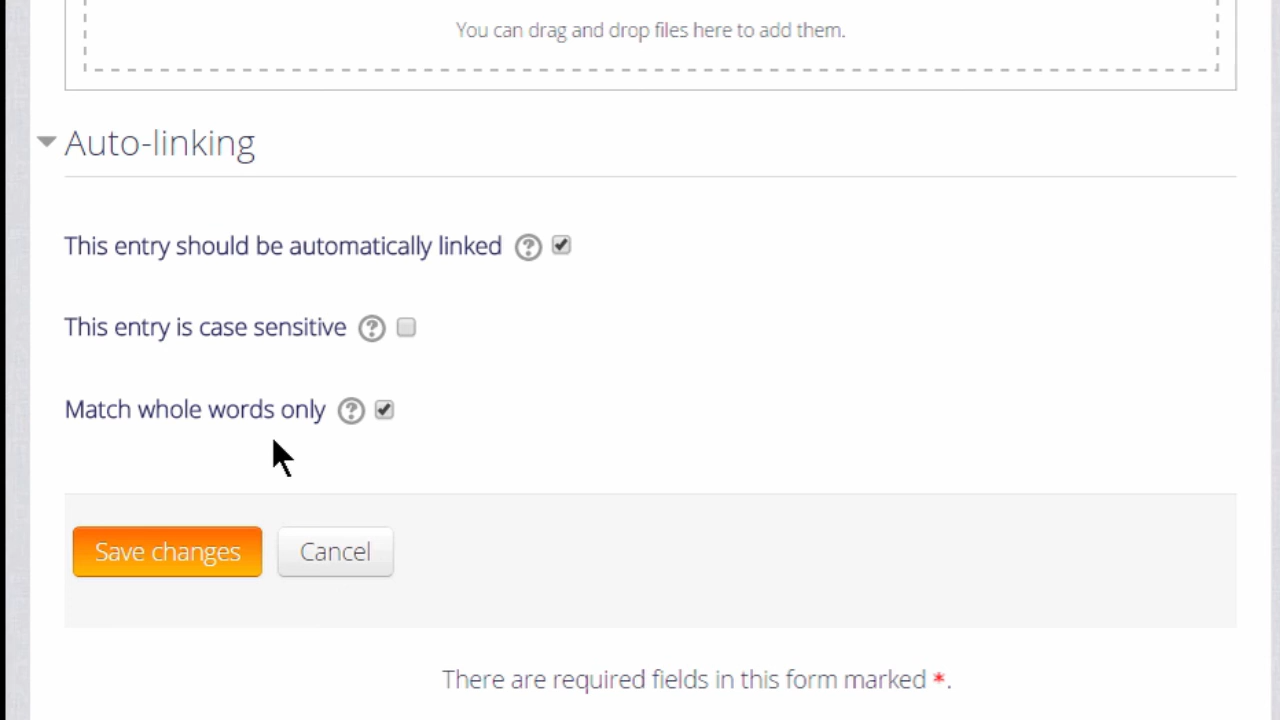 You can drag and drop files here to add them.
Auto-linking
This entry should be automatically linked
This entry is case sensitive
Match whole words only
Save changes Cancel
There are required fields in this form marked *.